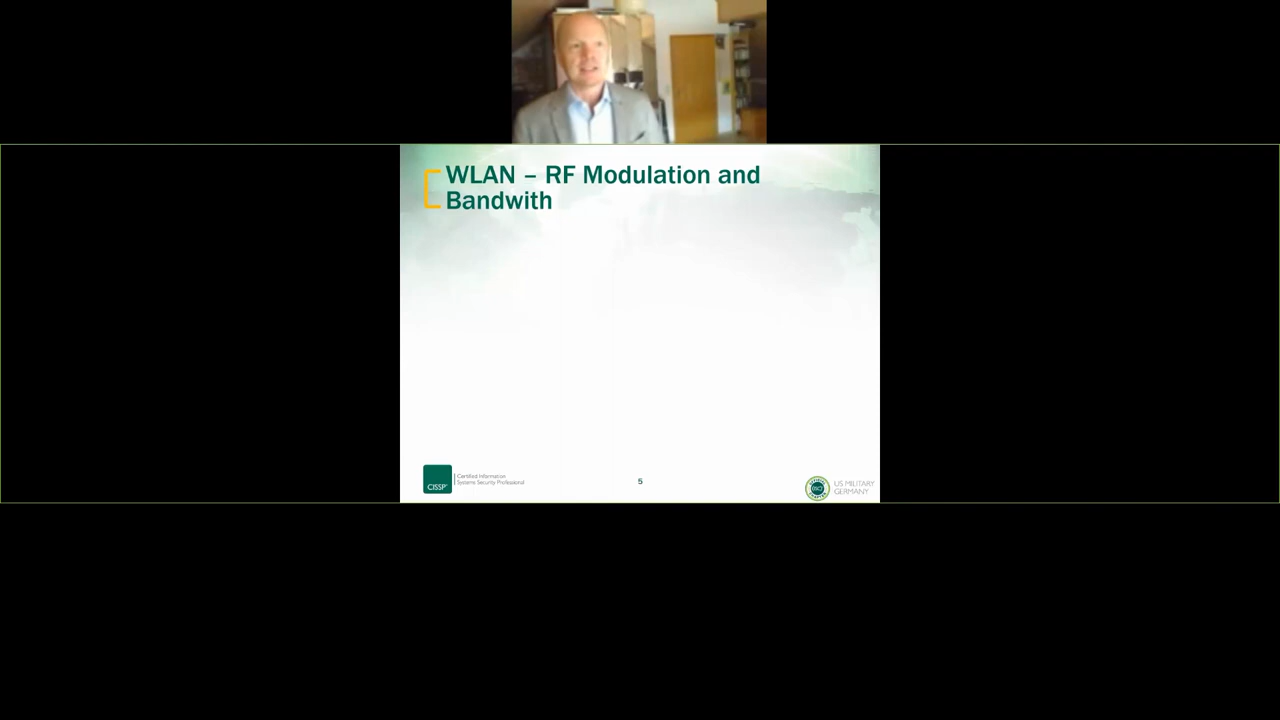 WLAN – RF Modulation and
Bandwith
CISSP
Certified Information
Systems Security Professional
5
US MILITARY
GERMANY